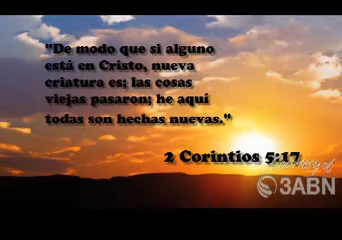 "De modo que si alguno
está en Cristo, nueva
criatura es; las cosas
viejas pasaron; he aqui
todas son hechas nuevas."
2 Corintios 5:17
courtesy of
3ABN